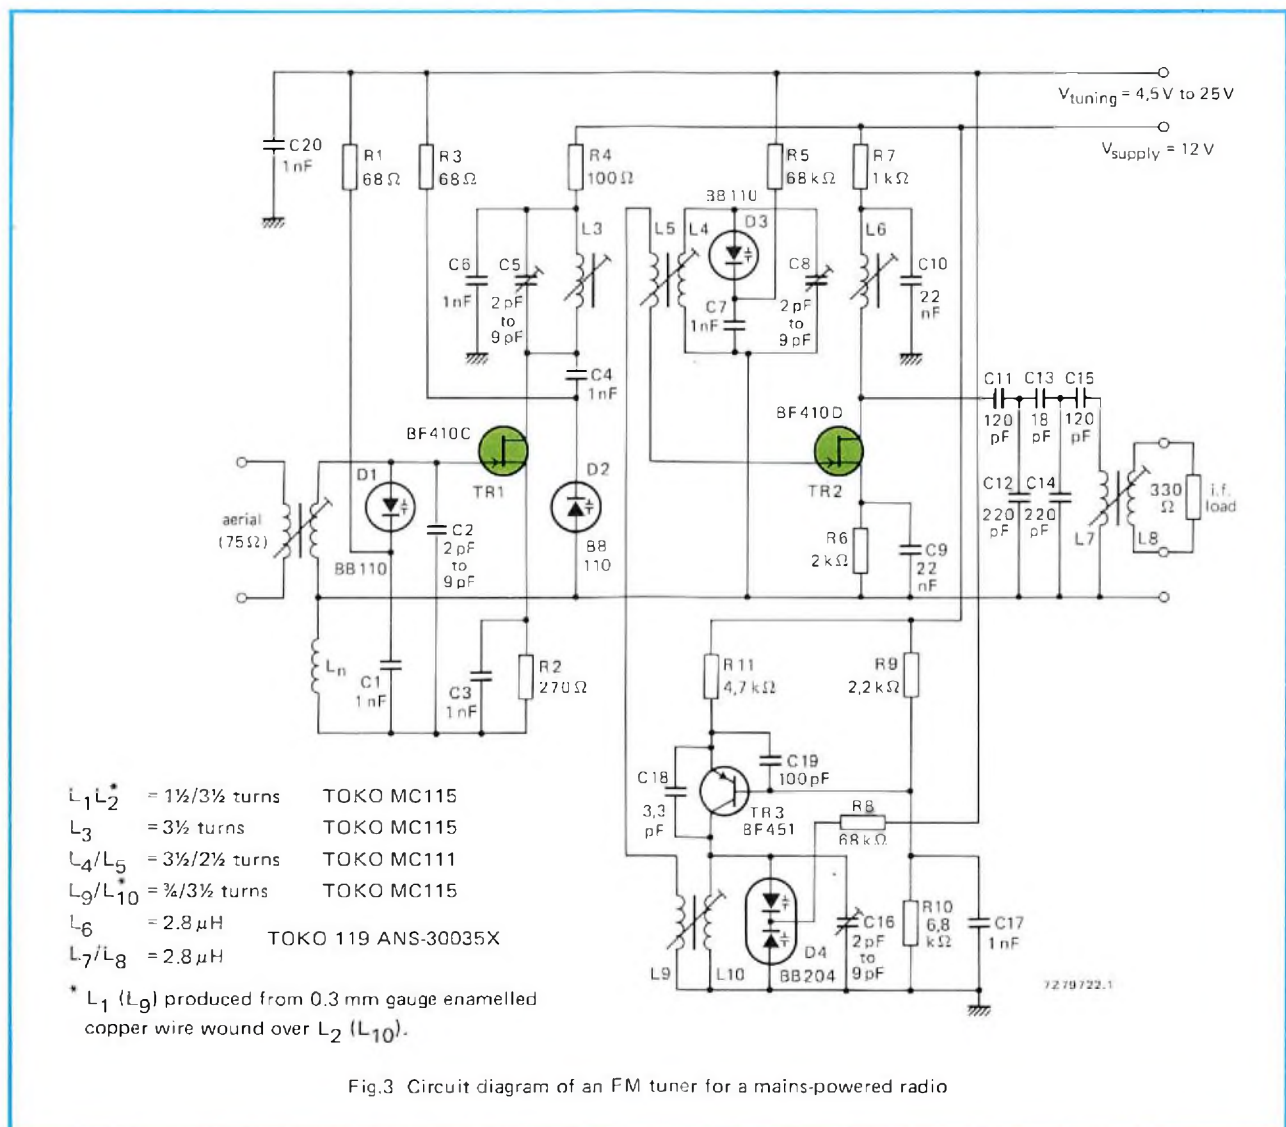 V_tuning = 4,5 V to 25 V
V_supply = 12 V
C20
1 nF
R1
68 Ω
R3
68 Ω
R4
100 Ω
R5
68 kΩ
R7
1 kΩ
BB110
D3
L3
L5
L4
L6
C6
1 nF
C5
2 pF
to
9 pF
C7
1 nF
C8
2 pF
to
9 pF
C10
22
nF
C4
1 nF
C11
120
pF
C13
18
pF
C15
120
pF
BF410C
TR1
BF410D
TR2
D1
BB110
D2
BB
110
aerial
(75 Ω)
C2
2 pF
to
9 pF
R6
2 kΩ
C9
22
nF
C12
220
pF
C14
220
pF
L7
L8
330
Ω
i.f.
load
Ln
C1
1 nF
C3
1 nF
R2
270 Ω
R11
4,7 kΩ
R9
2,2 kΩ
C18
3,3
pF
C19
100 pF
TR3
BF451
R8
68 kΩ
L9
L10
D4
BB204
C16
2 pF
to
9 pF
R10
6,8
kΩ
C17
1 nF
7Z79722.1
L1L2* = 1½/3½ turns TOKO MC115
L3 = 3½ turns TOKO MC115
L4/L5 = 3½/2½ turns TOKO MC111
L9/L10* = ¾/3½ turns TOKO MC115
L6 = 2.8 μH
TOKO 119 ANS-30035X
L7/L8 = 2.8 μH
* L1 (L9) produced from 0.3 mm gauge enamelled
copper wire wound over L2 (L10).
Fig.3 Circuit diagram of an FM tuner for a mains-powered radio